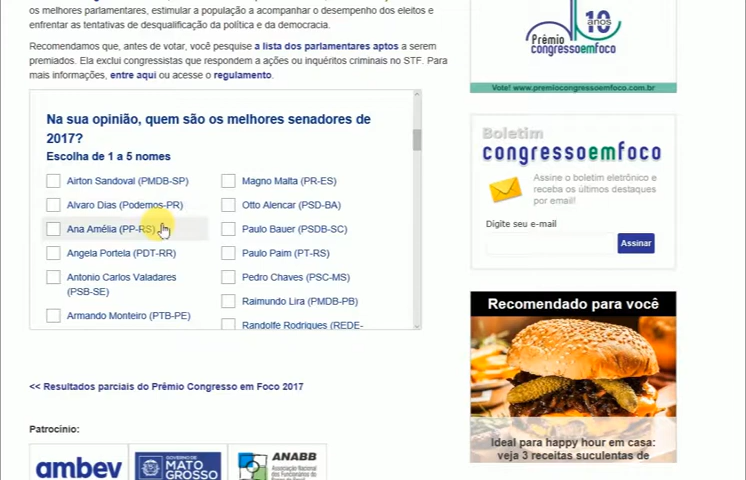 os melhores parlamentares, estimular a população a acompanhar o desempenho dos eleitos e
enfrentar as tentativas de desqualificação da política e da democracia.
Recomendamos que, antes de votar, você pesquise a lista dos parlamentares aptos a serem
premiados. Ela exclui congressistas que respondem a ações ou inquéritos criminais no STF. Para
mais informações, entre aqui ou acesse o regulamento.
Na sua opinião, quem são os melhores senadores de
2017?
Escolha de 1 a 5 nomes
Airton Sandoval (PMDB-SP)
Alvaro Dias (Podemos-PR)
Ana Amélia (PP-RS)
Angela Portela (PDT-RR)
Antonio Carlos Valadares
(PSB-SE)
Armando Monteiro (PTB-PE)
Magno Malta (PR-ES)
Otto Alencar (PSD-BA)
Paulo Bauer (PSDB-SC)
Paulo Paim (PT-RS)
Pedro Chaves (PSC-MS)
Raimundo Lira (PMDB-PB)
Randolfe Rodrigues (REDE-
<< Resultados parciais do Prêmio Congresso em Foco 2017
Patrocínio:
ambev
GOVERNO DE
MATO
GROSSO
ANABB
Associação Nacional
dos Funcionários
10
anos
Prêmio
congressoemfoco
Vote! www.premiocongressoemfoco.com.br
Boletim
congressoemfoco
Assine o boletim eletrônico e
receba os últimos destaques
por email!
Digite seu e-mail
Assinar
Recomendado para você
Ideal para happy hour em casa:
veja 3 receitas suculentas de